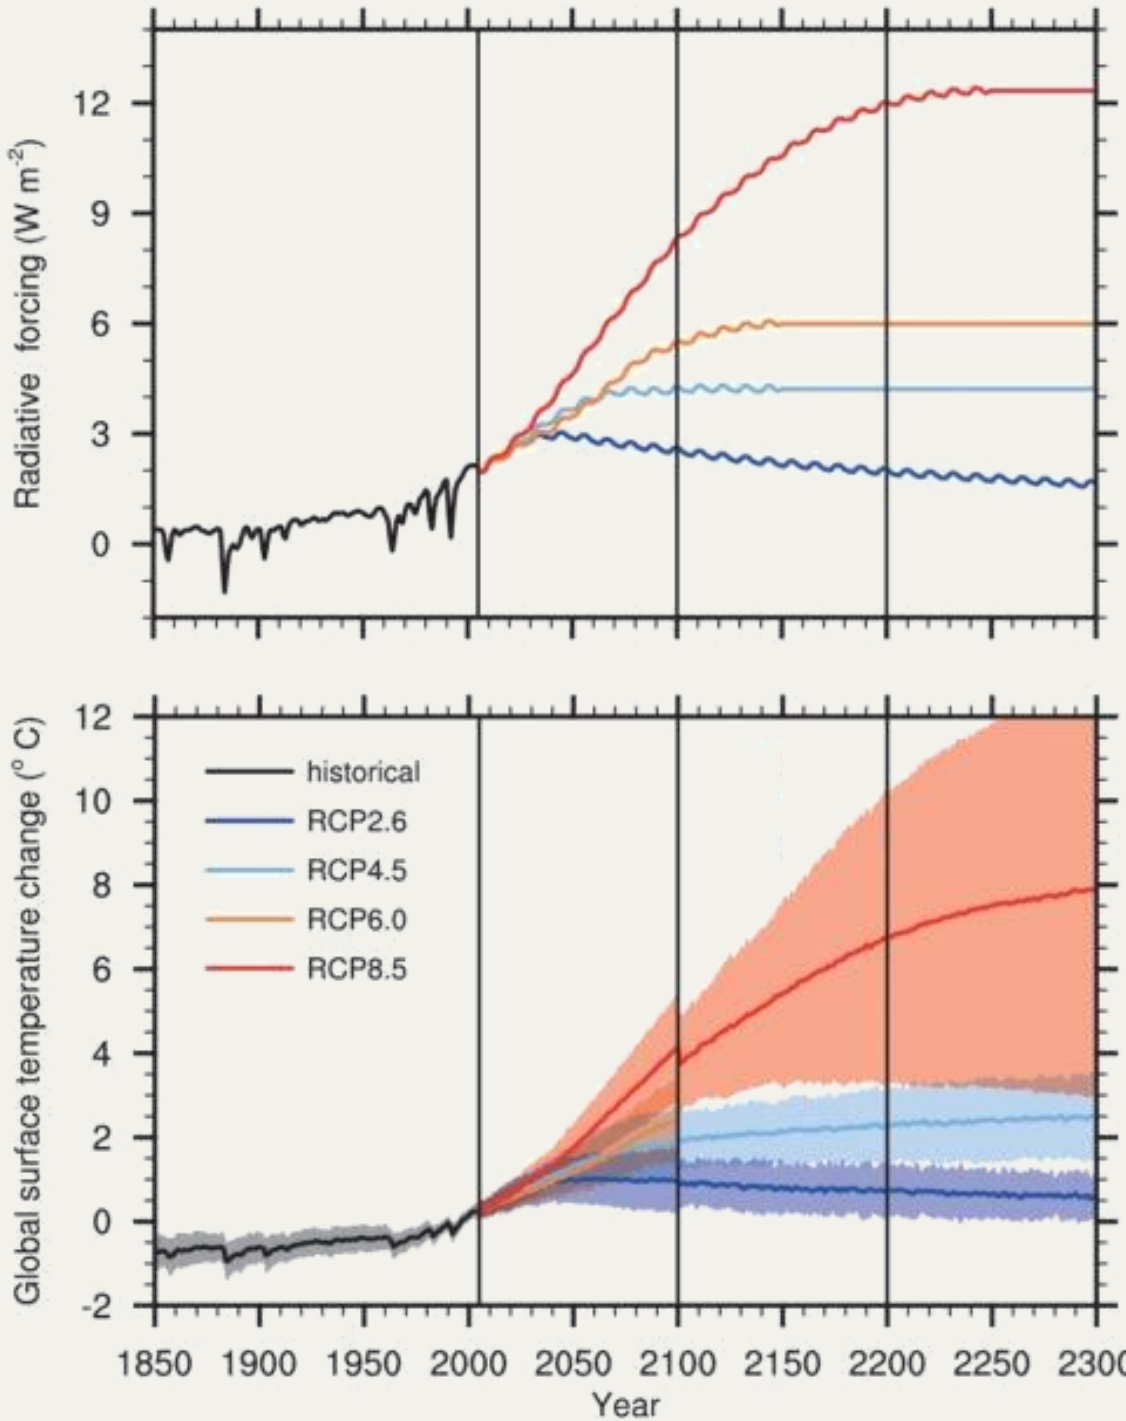 Radiative forcing (W m-2)
12
9
6
3
0
Global surface temperature change (o C)
12
10
8
6
4
2
0
-2
historical
RCP2.6
RCP4.5
RCP6.0
RCP8.5
1850 1900 1950 2000 2050 2100 2150 2200 2250 2300
Year